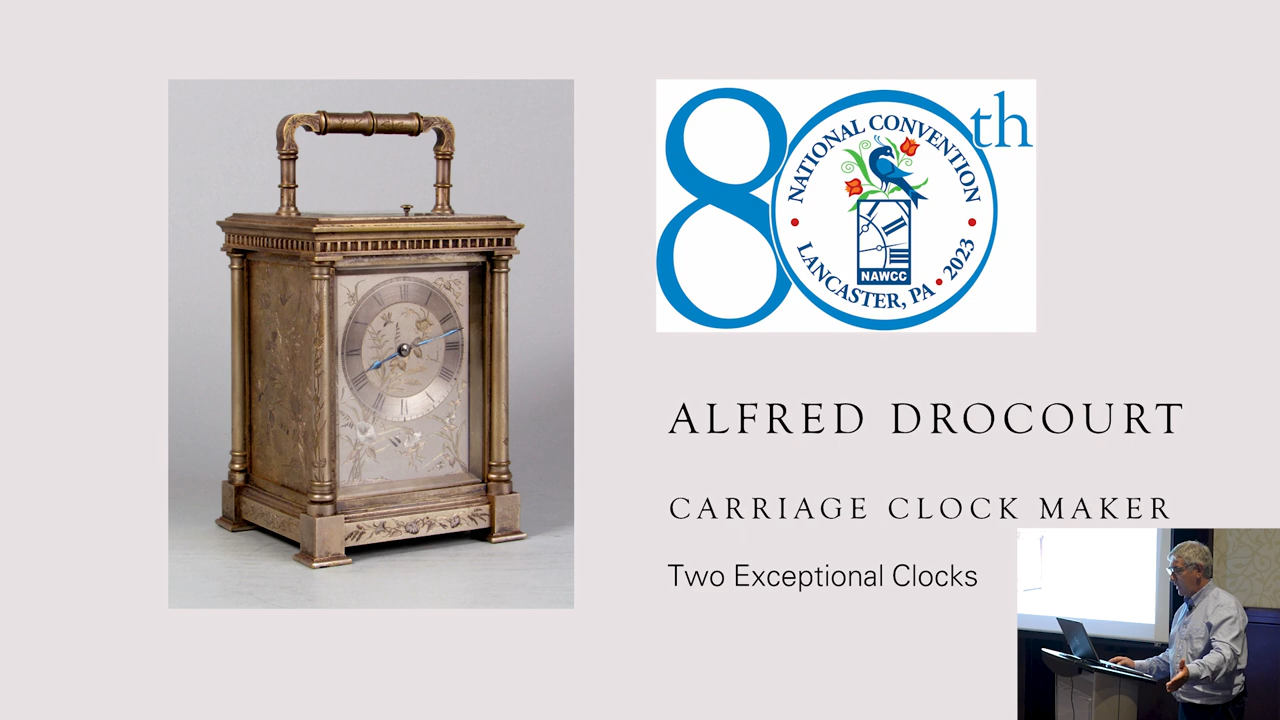 80th
NATIONAL CONVENTION
LANCASTER, PA • 2023
NAWCC
ALFRED DROCOURT
CARRIAGE CLOCK MAKER
Two Exceptional Clocks